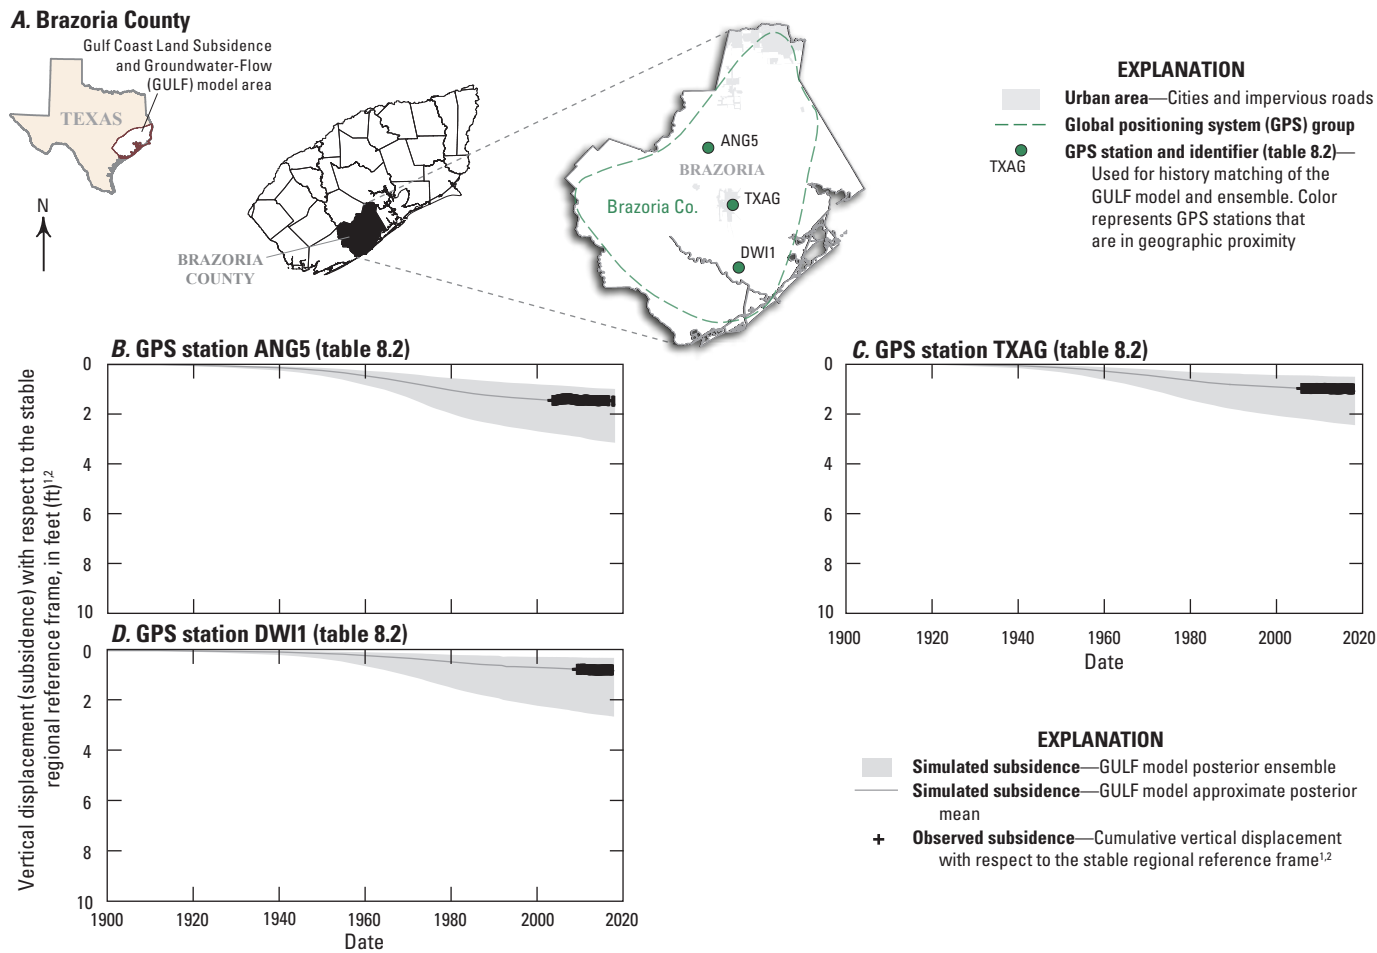 A. Brazoria County
Gulf Coast Land Subsidence
and Groundwater-Flow
(GULF) model area
TEXAS
N
BRAZORIA
COUNTY
ANG5
BRAZORIA
TXAG
Brazoria Co.
DWI1
EXPLANATION
Urban area—Cities and impervious roads
Global positioning system (GPS) group
GPS station and identifier (table 8.2)—
TXAG
Used for history matching of the
GULF model and ensemble. Color
represents GPS stations that
are in geographic proximity
B. GPS station ANG5 (table 8.2)
0
2
4
6
8
10
C. GPS station TXAG (table 8.2)
0
2
4
6
8
10
1900 1920 1940 1960 1980 2000 2020
Date
D. GPS station DWI1 (table 8.2)
0
2
4
6
8
10
1900 1920 1940 1960 1980 2000 2020
Date
Vertical displacement (subsidence) with respect to the stable
regional reference frame, in feet (ft)1,2
EXPLANATION
Simulated subsidence—GULF model posterior ensemble
Simulated subsidence—GULF model approximate posterior
mean
Observed subsidence—Cumulative vertical displacement
with respect to the stable regional reference frame1,2